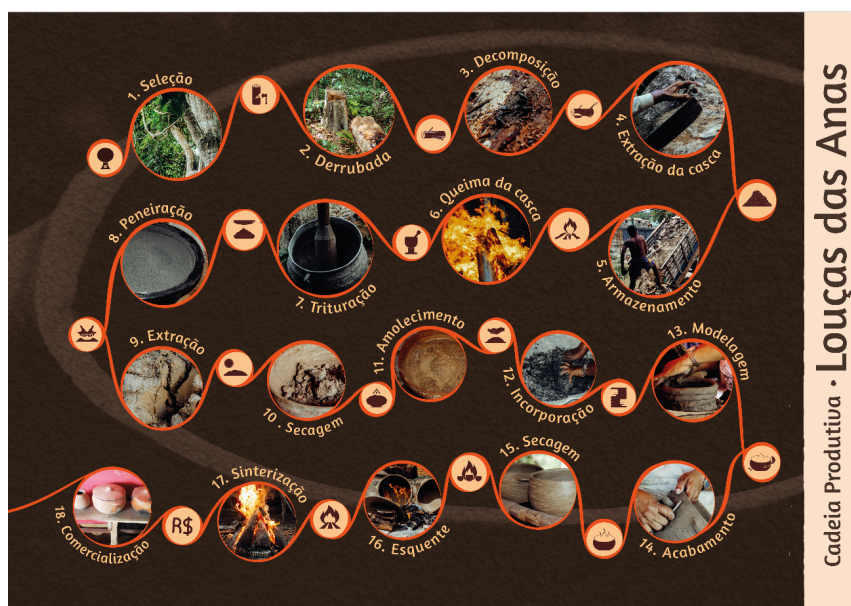 1. Seleção
2. Derrubada
3. Decomposição
4. Extração da casca
5. Armazenamento
6. Queima da casca
7. Trituração
8. Peneiração
9. Extração
10 · Secagem
11. Amolecimento
12. Incorporação
13. Modelagem
14. Acabamento
15. Secagem
16. Esquente
17. Sinterização
R$
18. Comercialização
Cadeia Produtiva · Louças das Anas